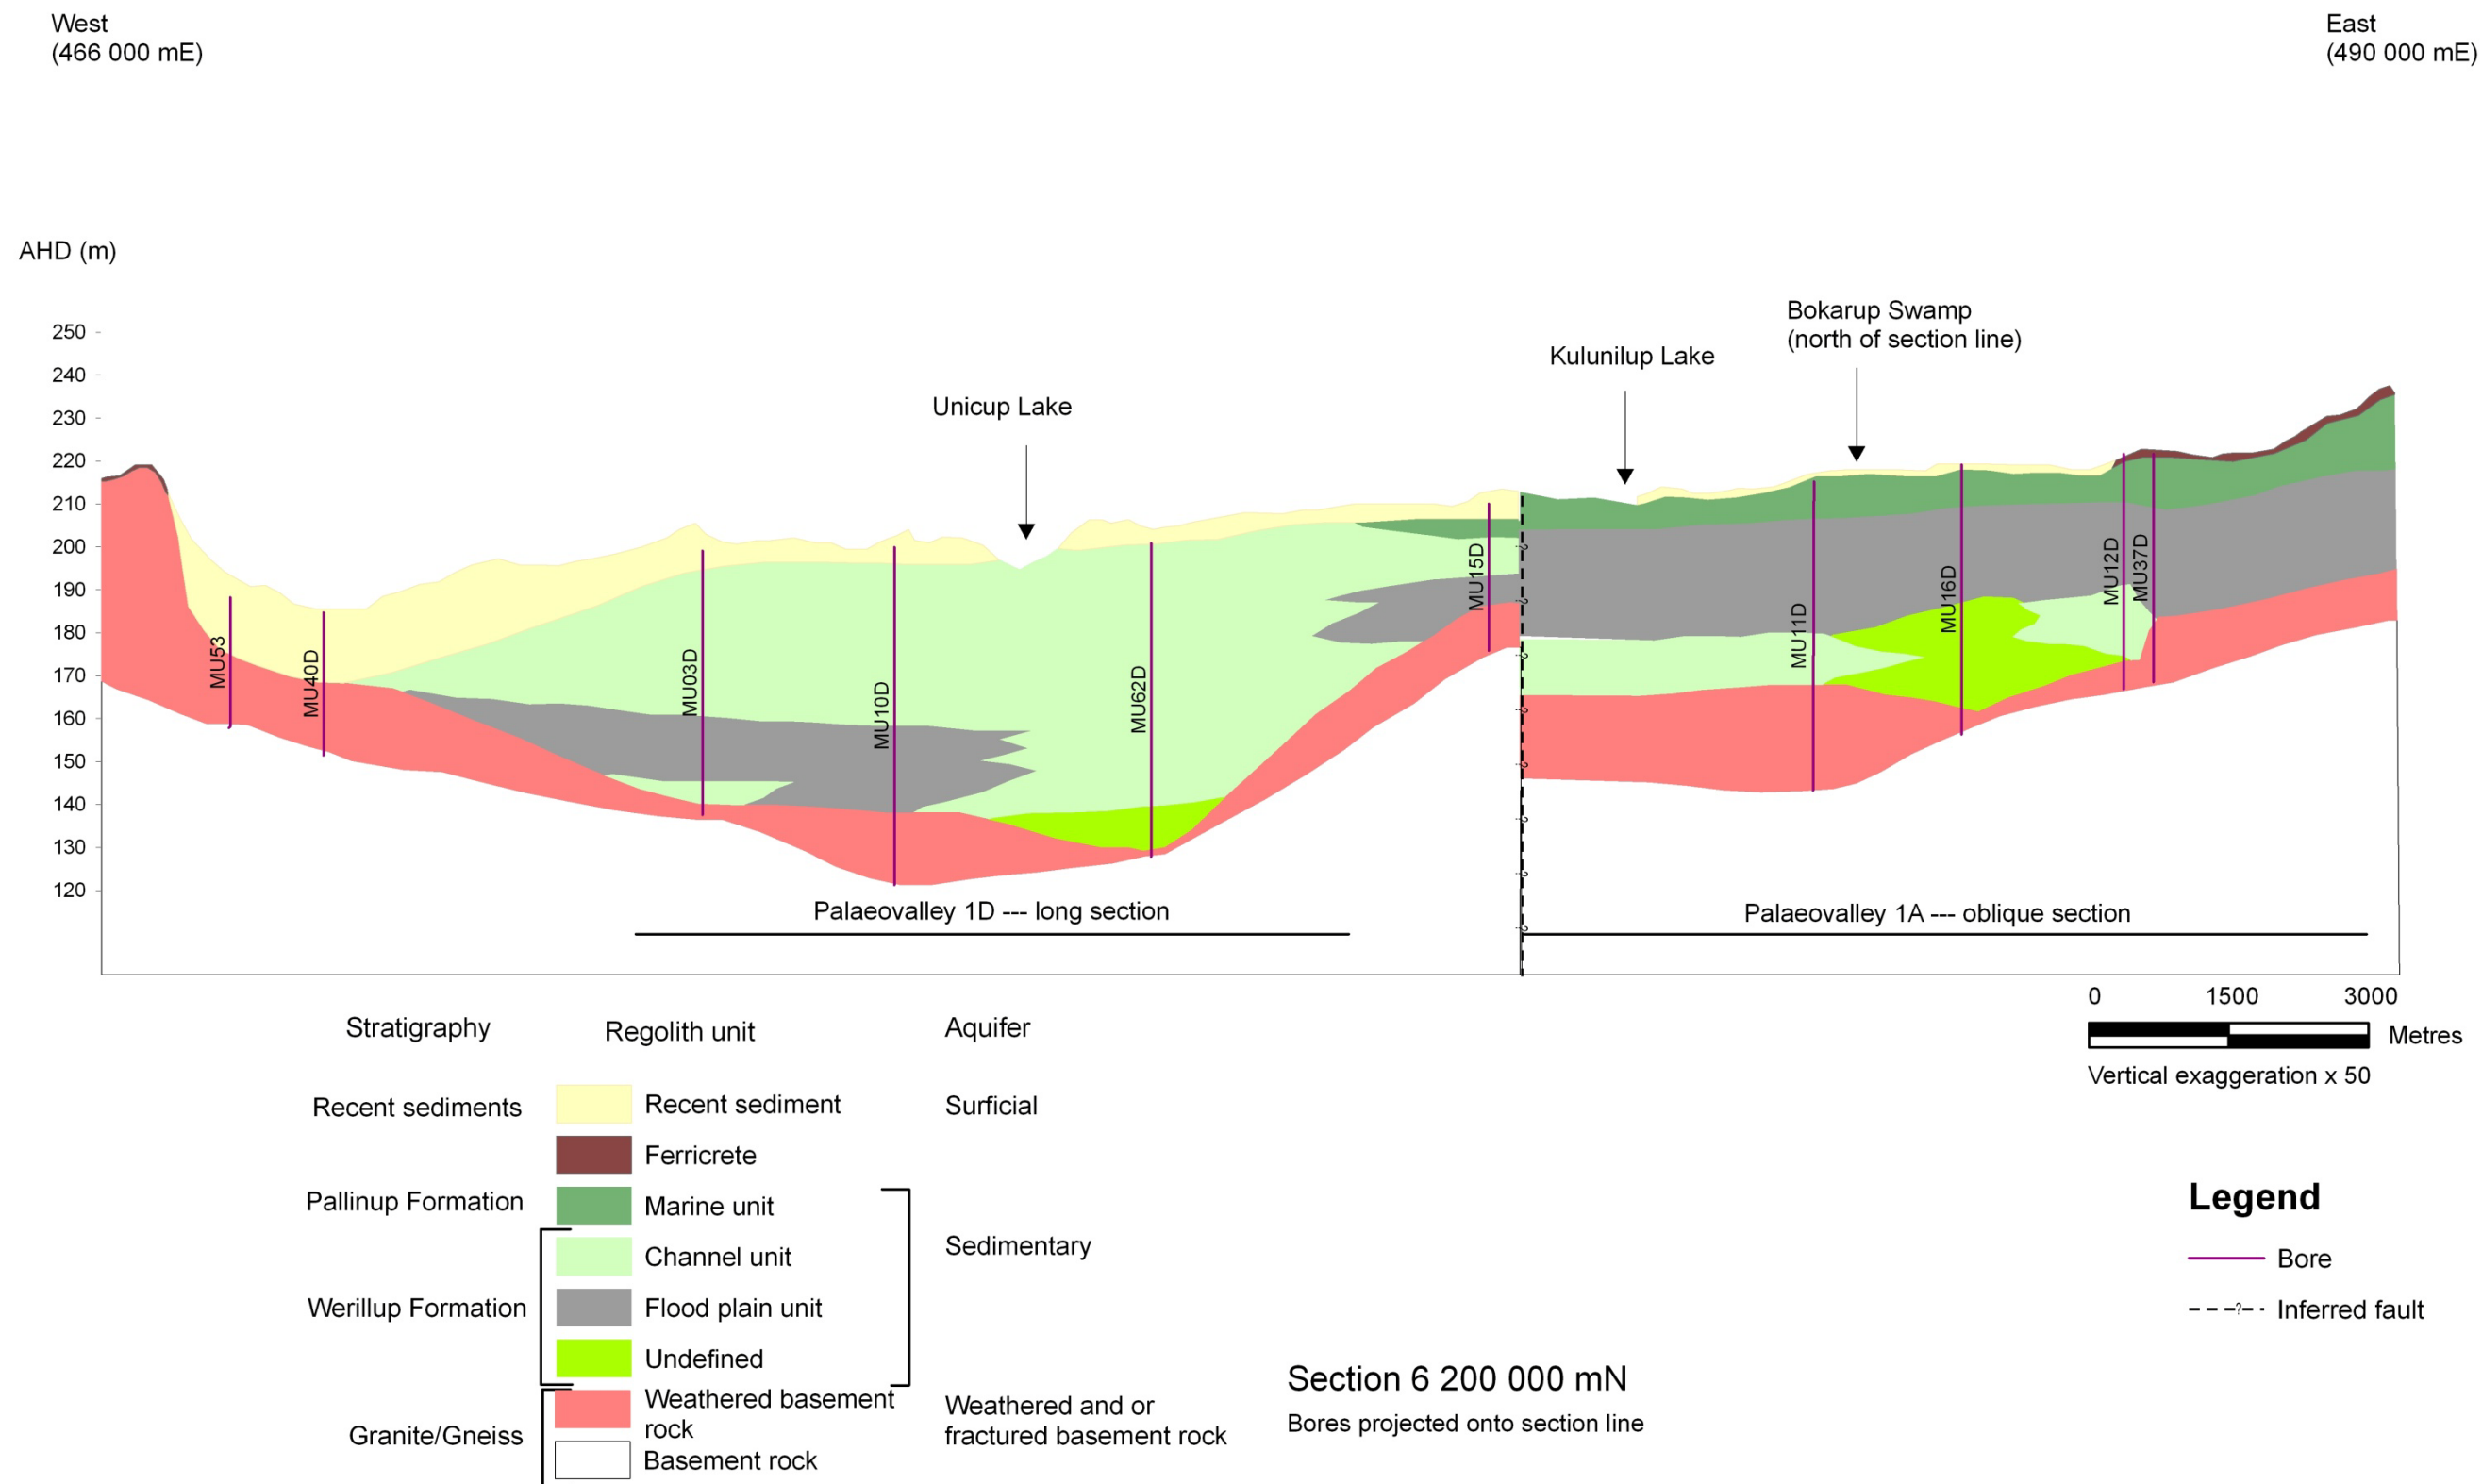 West
(466 000 mE)
East
(490 000 mE)
AHD (m)
250
240
230
220
210
200
190
180
170
160
150
140
130
120
Unicup Lake
Kulunilup Lake
Bokarup Swamp
(north of section line)
MU53
MU40D
MU03D
MU10D
MU62D
MU15D
MU11D
MU16D
MU12D
MU37D
?
?
?
?
?
?
?
?
Palaeovalley 1D --- long section
Palaeovalley 1A --- oblique section
0 1500 3000
Metres
Vertical exaggeration x 50
Stratigraphy
Regolith unit
Aquifer
Recent sediments
Recent sediment
Surficial
Ferricrete
Pallinup Formation
Marine unit
Channel unit
Sedimentary
Werillup Formation
Flood plain unit
Undefined
Granite/Gneiss
Weathered basement
rock
Weathered and or
fractured basement rock
Basement rock
Section 6 200 000 mN
Bores projected onto section line
Legend
Bore
?
Inferred fault